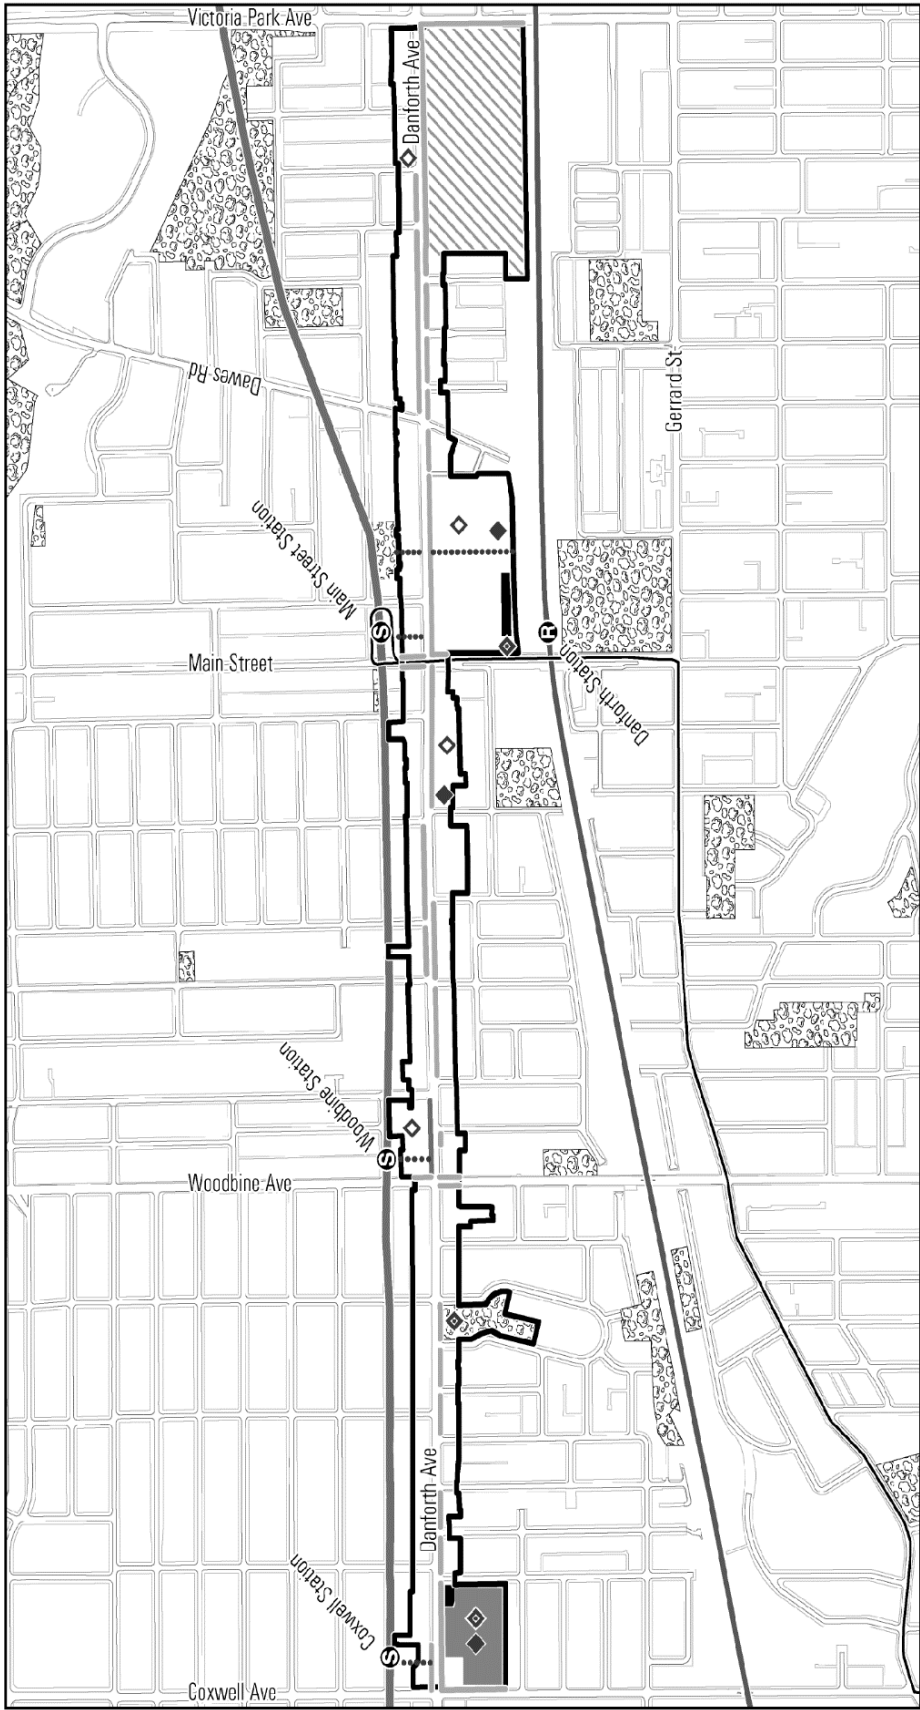 Victoria Park Ave
Danforth Ave
Dawes Rd
Gerrard St
Main Street Station
S
R
Main Street
Danforth Station
Woodbine Station
S
Woodbine Ave
Danforth Ave
Coxwell Station
S
Coxwell Ave